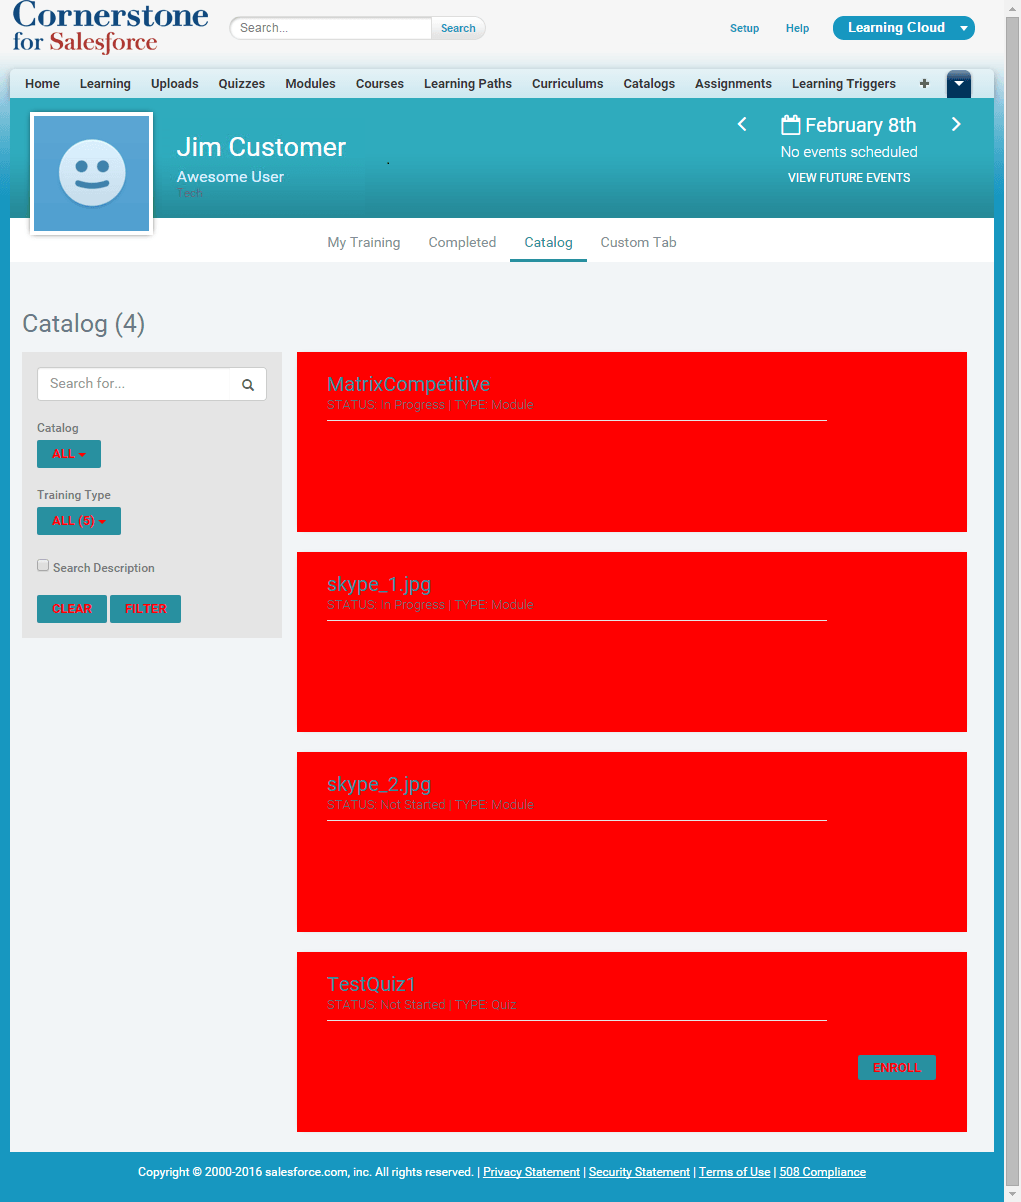 Cornerstone
for Salesforce
Search...
Search
Setup
Help
Learning Cloud
Home Learning Uploads Quizzes Modules Courses Learning Paths Curriculums Catalogs Assignments Learning Triggers +
Jim Customer
Awesome User
Tech
February 8th
No events scheduled
VIEW FUTURE EVENTS
My Training Completed Catalog Custom Tab
Catalog (4)
Search for...
Catalog
ALL
Training Type
ALL (5)
Search Description
CLEAR FILTER
MatrixCompetitive
STATUS: In Progress | TYPE: Module
skype_1.jpg
STATUS: In Progress | TYPE: Module
skype_2.jpg
STATUS: Not Started | TYPE: Module
TestQuiz1
STATUS: Not Started | TYPE: Quiz
ENROLL
Copyright © 2000-2016 salesforce.com, inc. All rights reserved. | Privacy Statement | Security Statement | Terms of Use | 508 Compliance